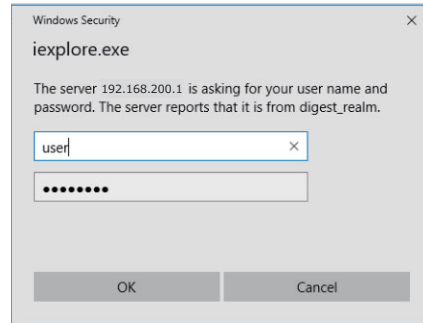 Windows Security
iexplore.exe
The server 192.168.200.1 is asking for your user name and
password. The server reports that it is from digest_realm.
user
••••••••
OK Cancel